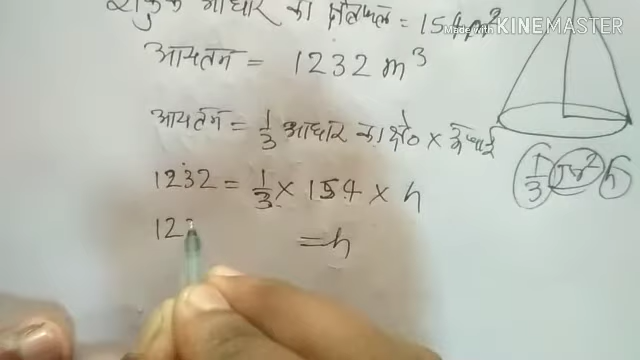 शंकु के आधार का क्षेत्रफल = 154 m²
Made with KINEMASTER
आयतन = 1232 m³
आयतन = 1/3 आधार का क्षे० × ऊंचाई
1/3 πr² h
1232 = 1/3 × 154 × h
12 = h